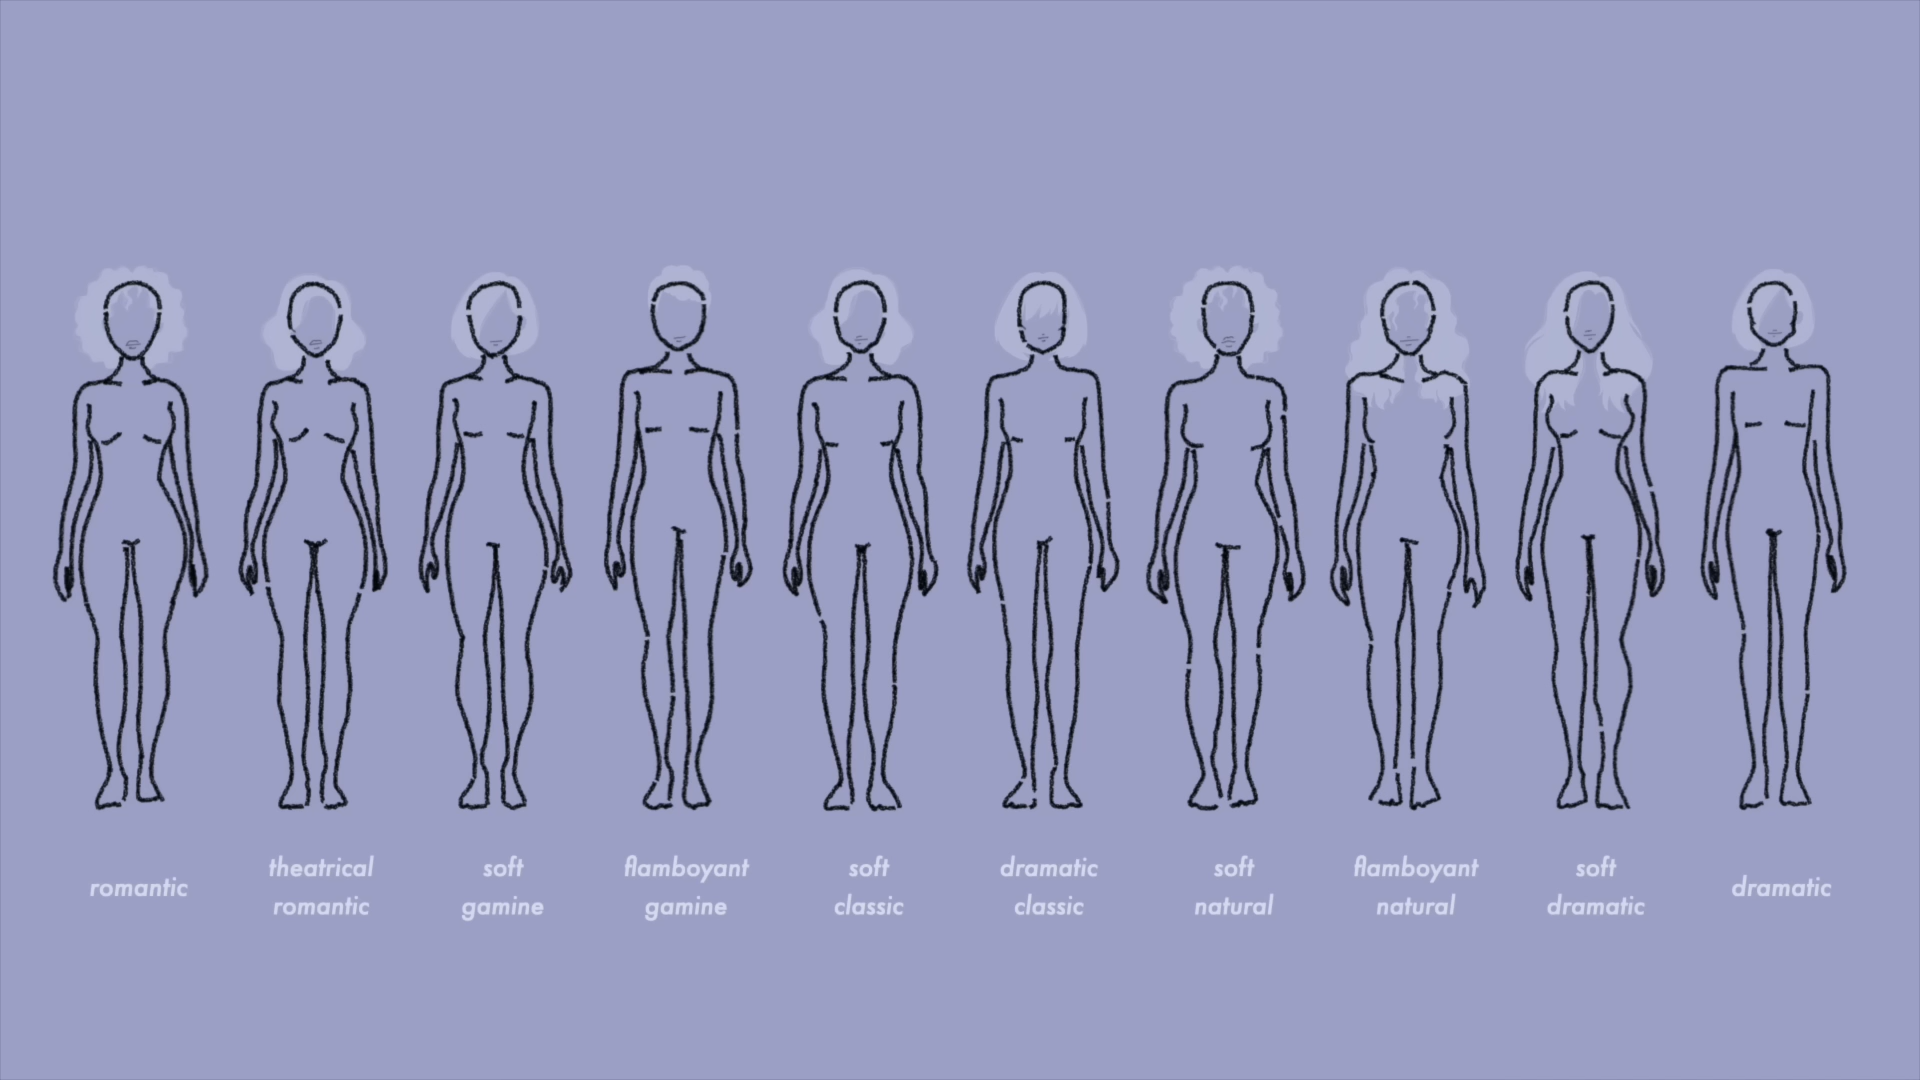 romantic
theatrical
romantic
soft
gamine
flamboyant
gamine
soft
classic
dramatic
classic
soft
natural
flamboyant
natural
soft
dramatic
dramatic